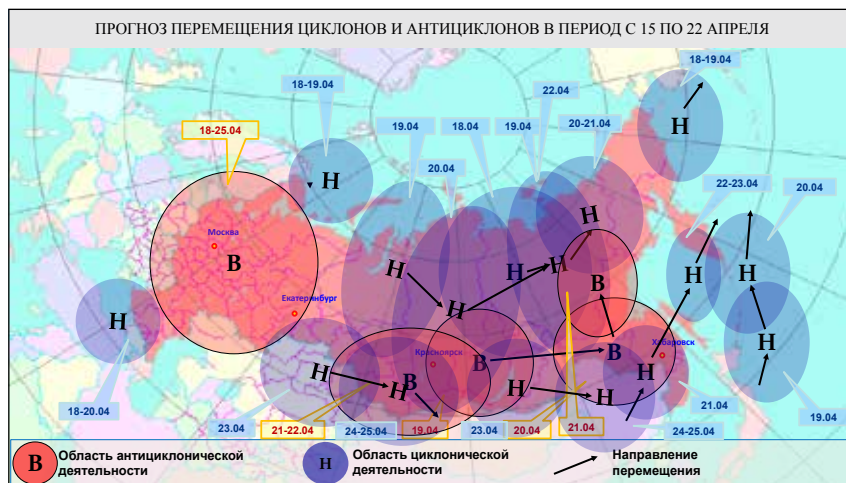 ПРОГНОЗ ПЕРЕМЕЩЕНИЯ ЦИКЛОНОВ И АНТИЦИКЛОНОВ В ПЕРИОД С 15 ПО 22 АПРЕЛЯ
18-19.04
18-19.04
22.04
18-25.04
19.04
18.04
19.04
20-21.04
20.04
22-23.04
20.04
Н
Н
Н
Москва
В
Н
Н
Н
Н
Н
В
Н
Екатеринбург
Н
Н
Хабаровск
Красноярск
В
В
Н
Н
В
Н
Н
Н
18-20.04
23.04
21-22.04
24-25.04
19.04
23.04
20.04
21.04
24-25.04
21.04
19.04
В
Область антициклонической
деятельности
Н
Область циклонической
деятельности
Направление
перемещения